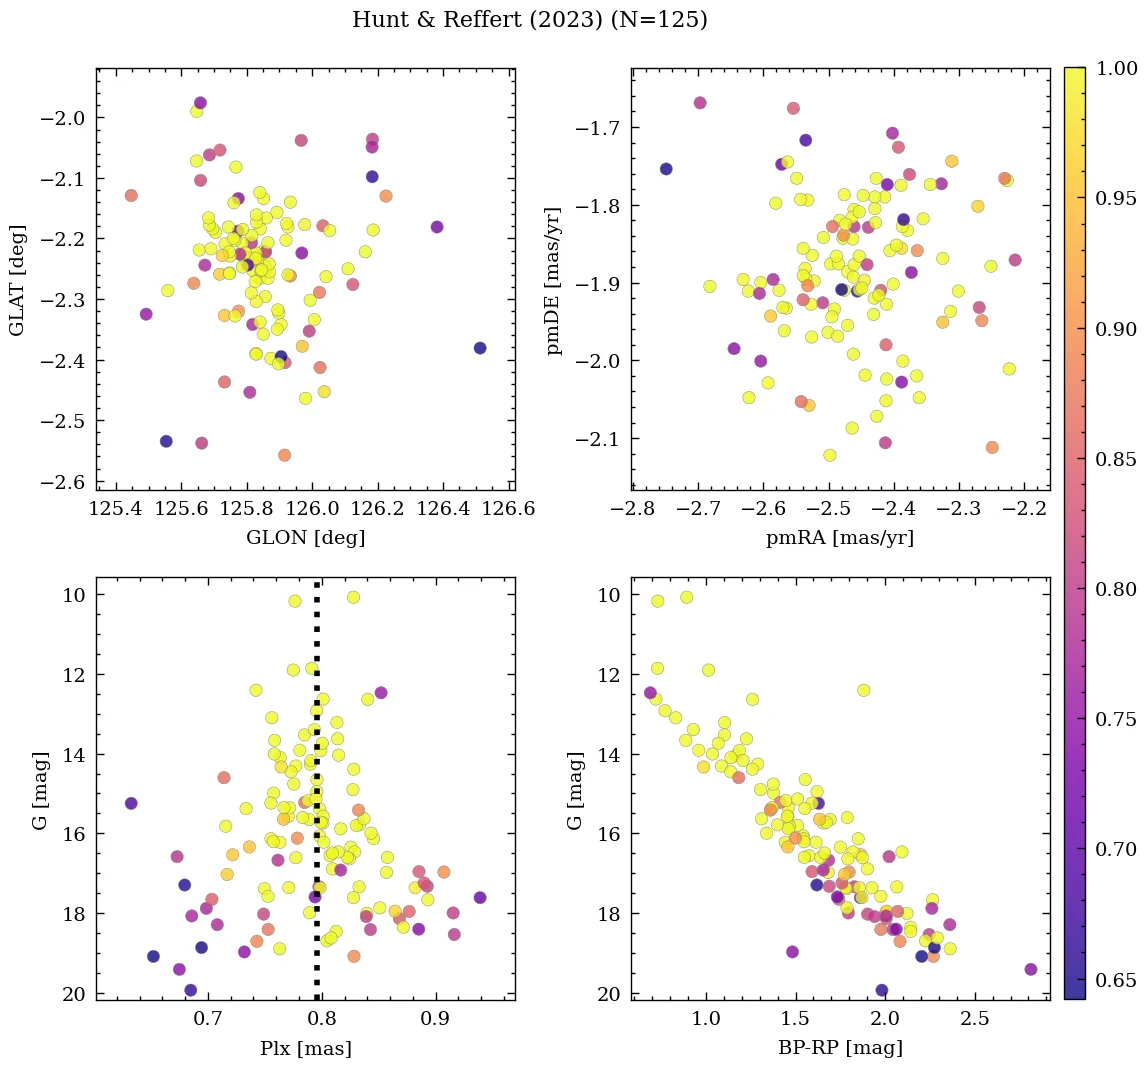 Hunt & Reffert (2023) (N=125)
−2.0
−2.1
−2.2
−2.3
−2.4
−2.5
−2.6
GLAT [deg]
125.4 125.6 125.8 126.0 126.2 126.4 126.6
GLON [deg]
−1.7
−1.8
−1.9
−2.0
−2.1
pmDE [mas/yr]
−2.8 −2.7 −2.6 −2.5 −2.4 −2.3 −2.2
pmRA [mas/yr]
10
12
14
16
18
20
G [mag]
0.7 0.8 0.9
Plx [mas]
10
12
14
16
18
20
G [mag]
1.0 1.5 2.0 2.5
BP-RP [mag]
1.00
0.95
0.90
0.85
0.80
0.75
0.70
0.65